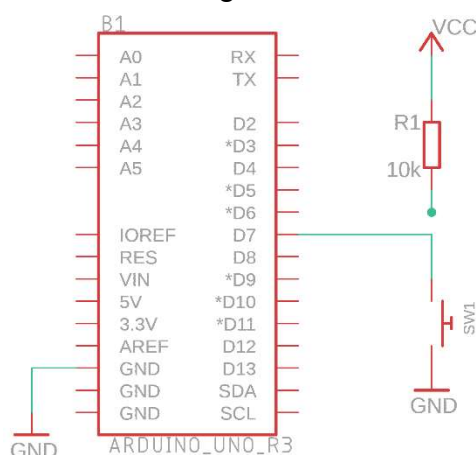 B1
A0 RX
A1 TX
A2
A3 D2
A4 *D3
A5 D4
*D5
*D6
IOREF D7
RES D8
VIN *D9
5V *D10
3.3V *D11
AREF D12
GND D13
GND SDA
GND SCL
ARDUINO_UNO_R3
GND
VCC
R1
10k
SW1
GND